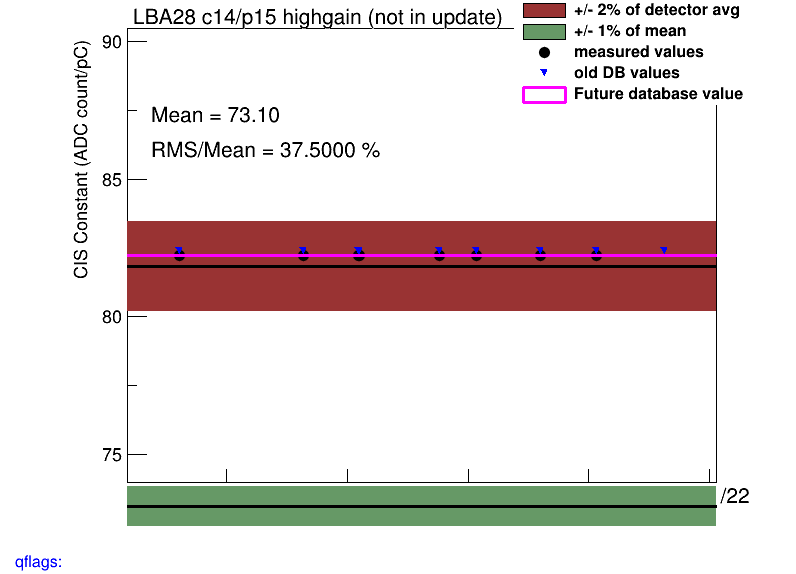 LBA28 c14/p15 highgain (not in update)
+/- 2% of detector avg
+/- 1% of mean
measured values
old DB values
Future database value
CIS Constant (ADC count/pC)
90
85
80
75
Mean = 73.10
RMS/Mean = 37.5000 %
/22
qflags: